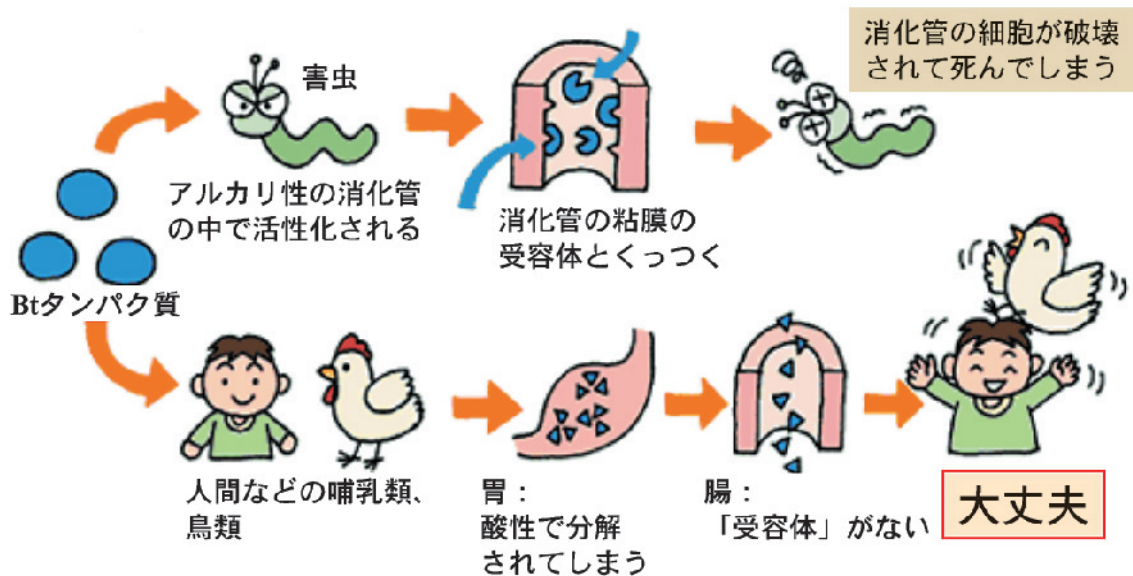 消化管の細胞が破壊
されて死んでしまう
害虫
アルカリ性の消化管
の中で活性化される
消化管の粘膜の
受容体とくっつく
Btタンパク質
人間などの哺乳類、
鳥類
胃：
酸性で分解
されてしまう
腸：
「受容体」がない
大丈夫